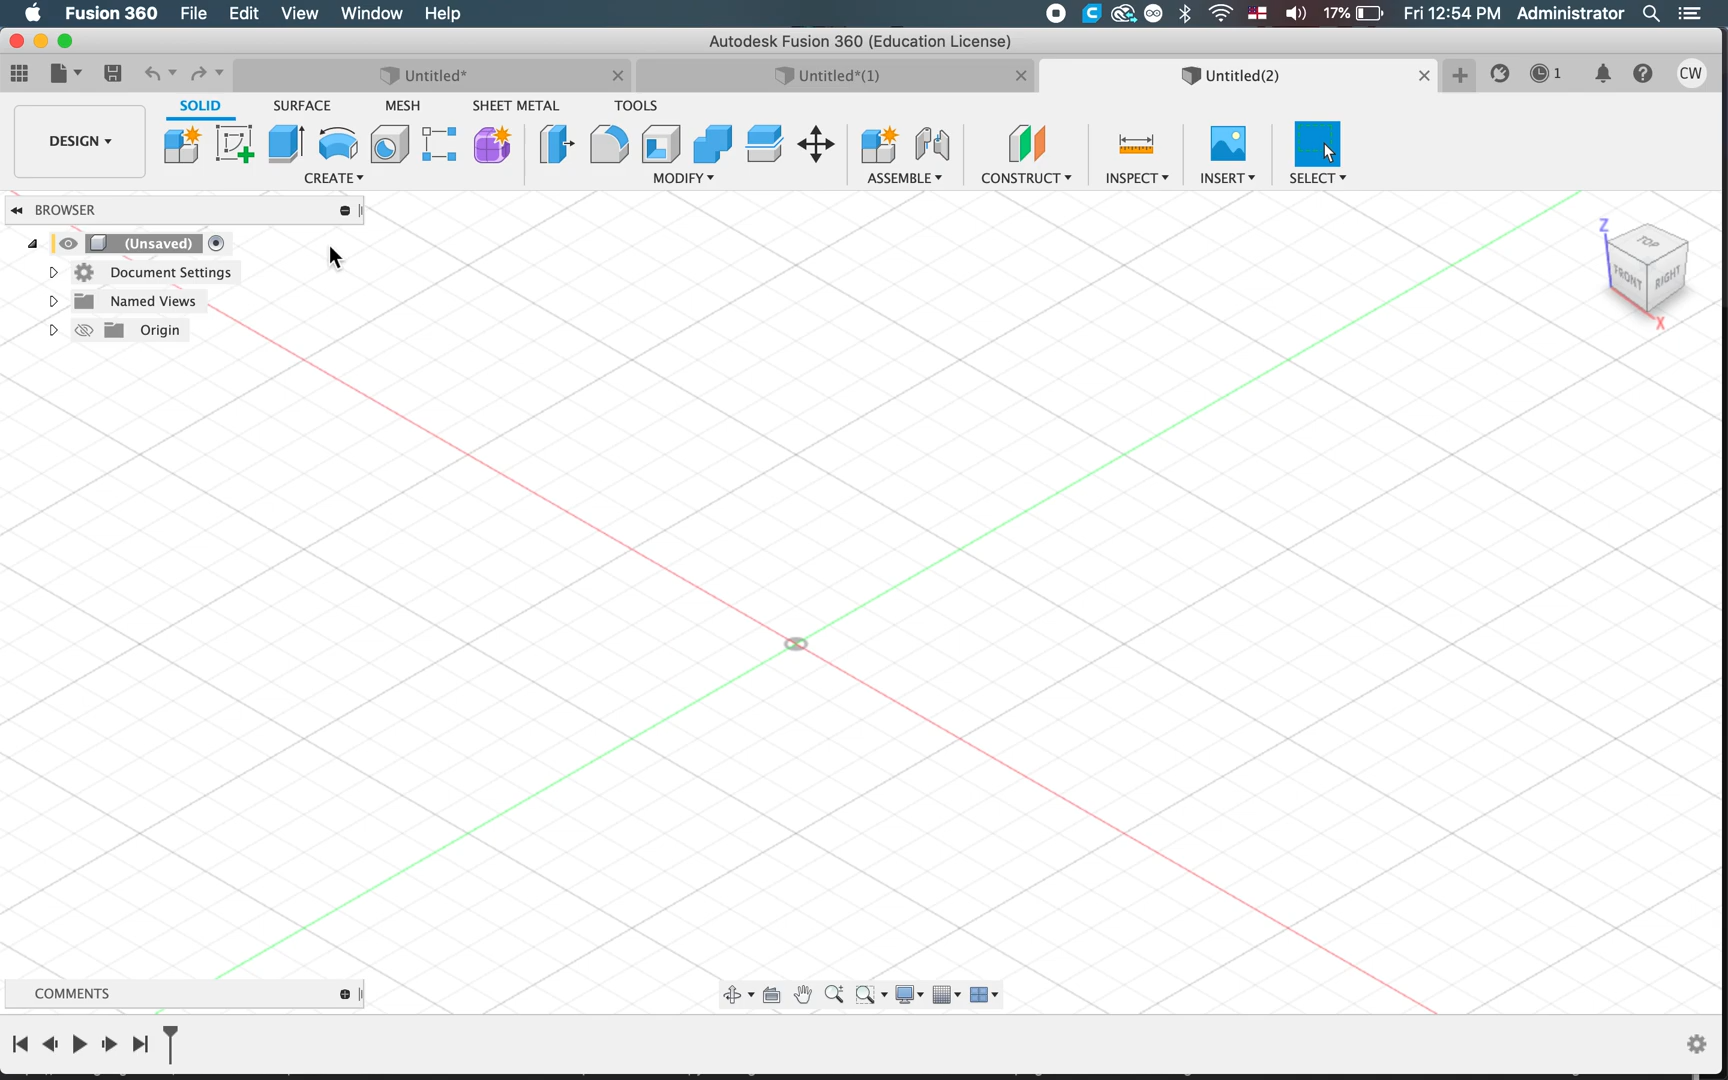 Fusion 360 File Edit View Window Help 17% Fri 12:54 PM Administrator
Autodesk Fusion 360 (Education License)
Untitled* Untitled*(1) Untitled(2) 1 CW
SOLID SURFACE MESH SHEET METAL TOOLS
DESIGN
CREATE MODIFY ASSEMBLE CONSTRUCT INSPECT INSERT SELECT
BROWSER
(Unsaved)
Document Settings
Named Views
Origin
Z
TOP
FRONT RIGHT
X
COMMENTS